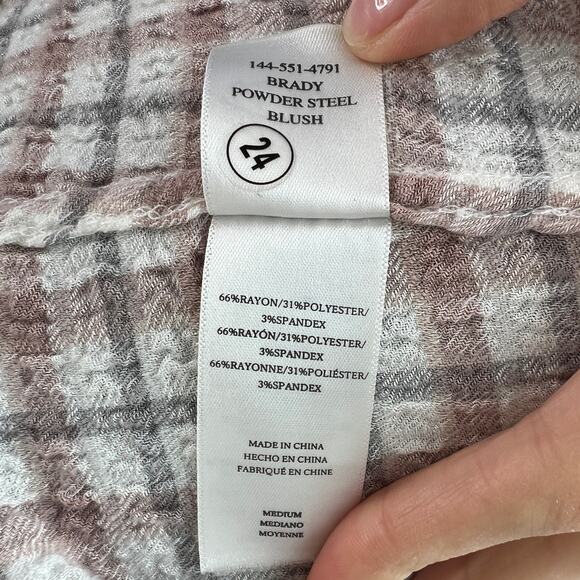 144-551-4791
BRADY
POWDER STEEL
BLUSH
24
66%RAYON/31%POLYESTER/
3%SPANDEX
66%RAYÓN/31%POLYESTER/
3%SPANDEX
66%RAYONNE/31%POLIÉSTER/
3%SPANDEX
MADE IN CHINA
HECHO EN CHINA
FABRIQUÉ EN CHINE
MEDIUM
MEDIANO
MOYENNE